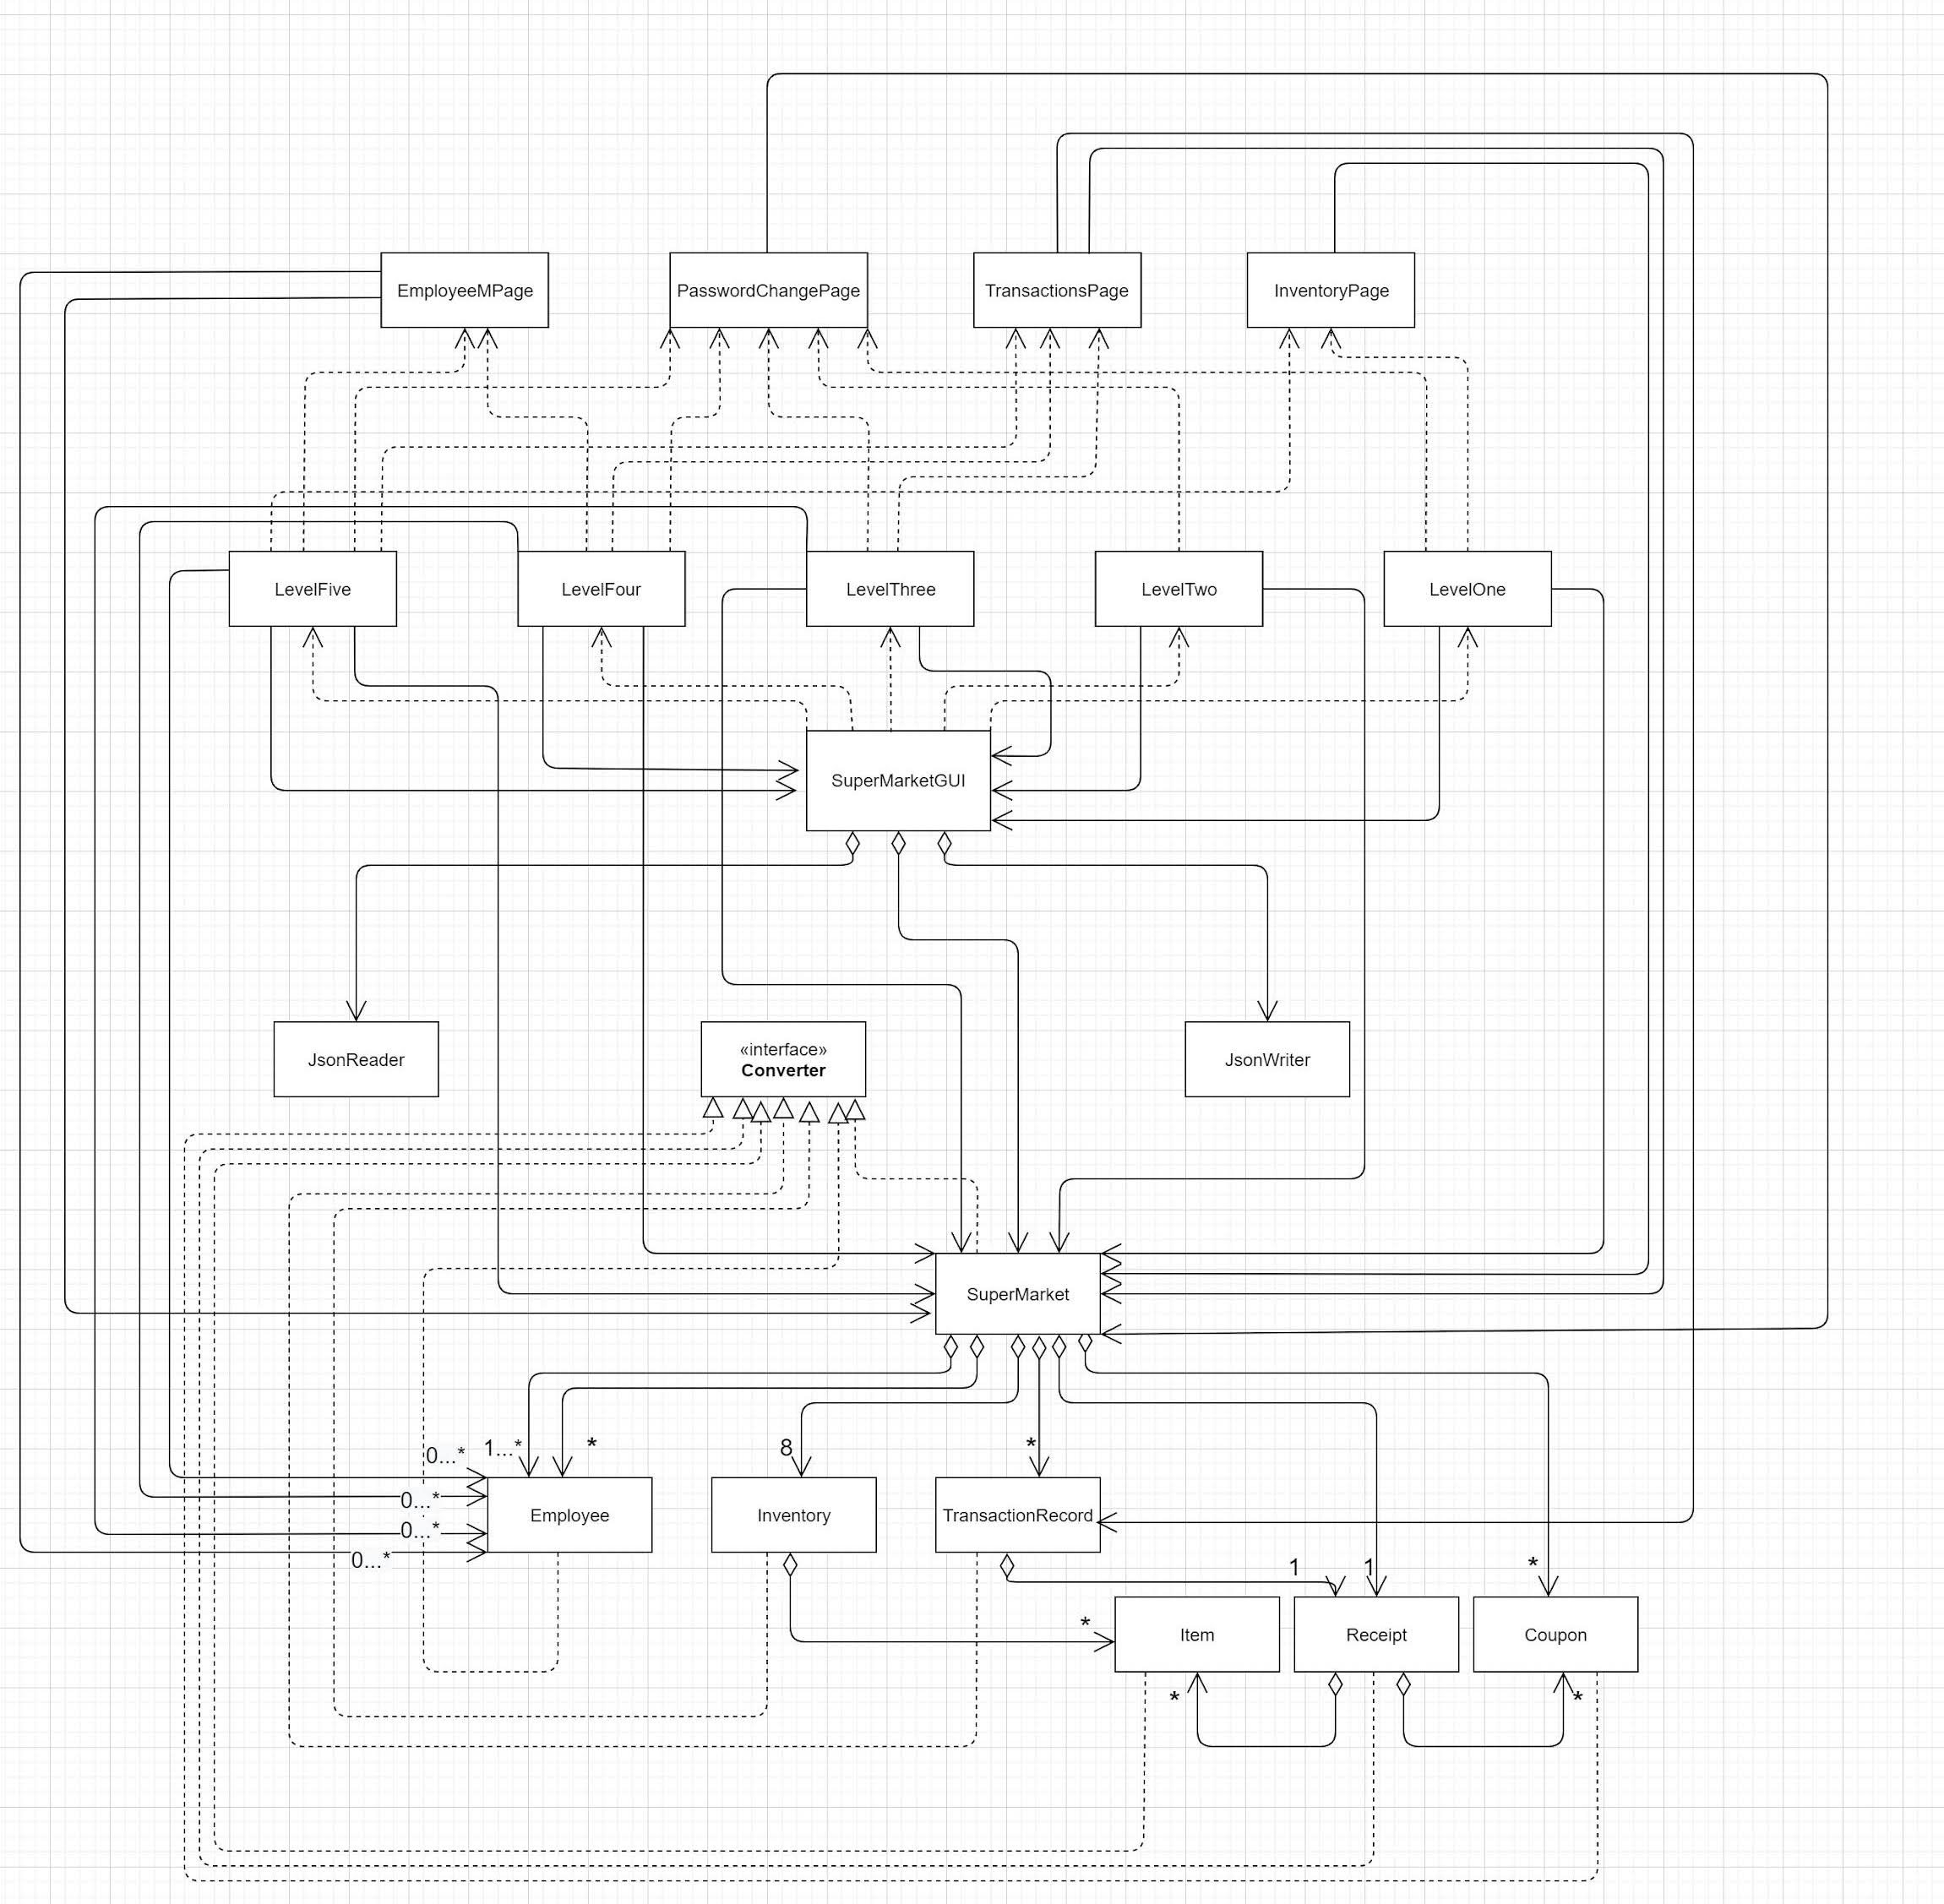 EmployeeMPage
PasswordChangePage
TransactionsPage
InventoryPage
LevelFive
LevelFour
LevelThree
LevelTwo
LevelOne
SuperMarketGUI
JsonReader
«interface»
Converter
JsonWriter
SuperMarket
0...*
1...*
*
8
*
0...*
0...*
0...*
Employee
Inventory
TransactionRecord
1
1
*
*
Item
Receipt
Coupon
*
*